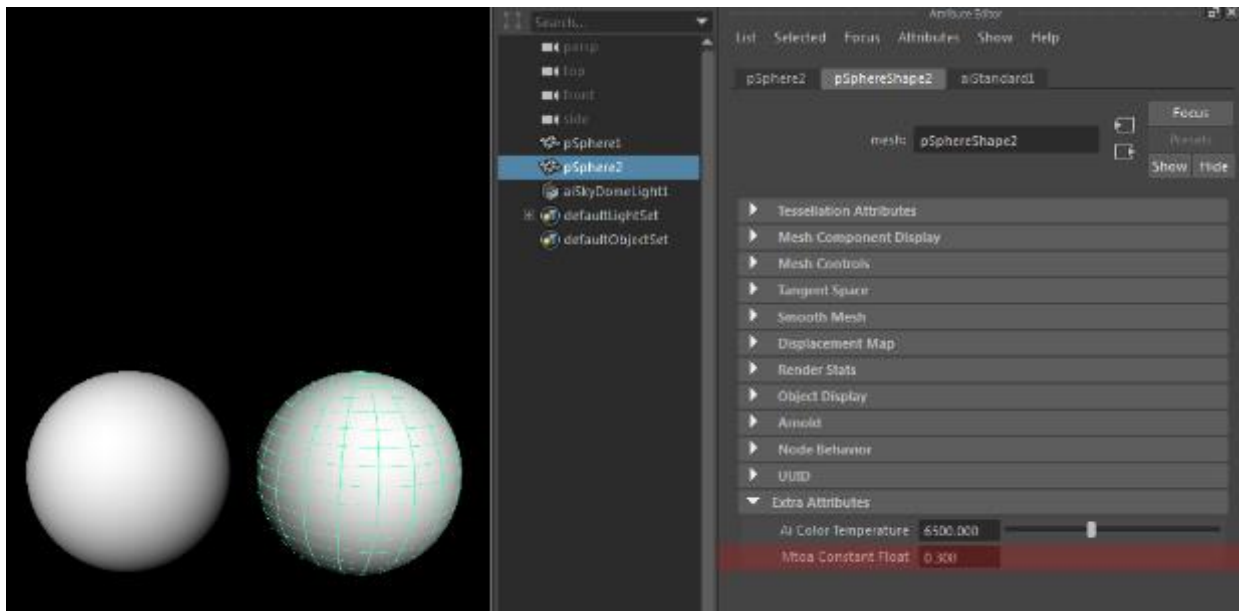 Attribute Editor
Search...
List Selected Focus Attributes Show Help
persp
top
front
side
pSphere1
pSphere2
aiSkyDomeLight1
defaultLightSet
defaultObjectSet
pSphere2 pSphereShape2 aiStandard1
Focus
mesh: pSphereShape2
Presets
Show Hide
Tessellation Attributes
Mesh Component Display
Mesh Controls
Tangent Space
Smooth Mesh
Displacement Map
Render Stats
Object Display
Arnold
Node Behavior
UUID
Extra Attributes
Ai Color Temperature 6500.000
Mtoa Constant Float 0.300